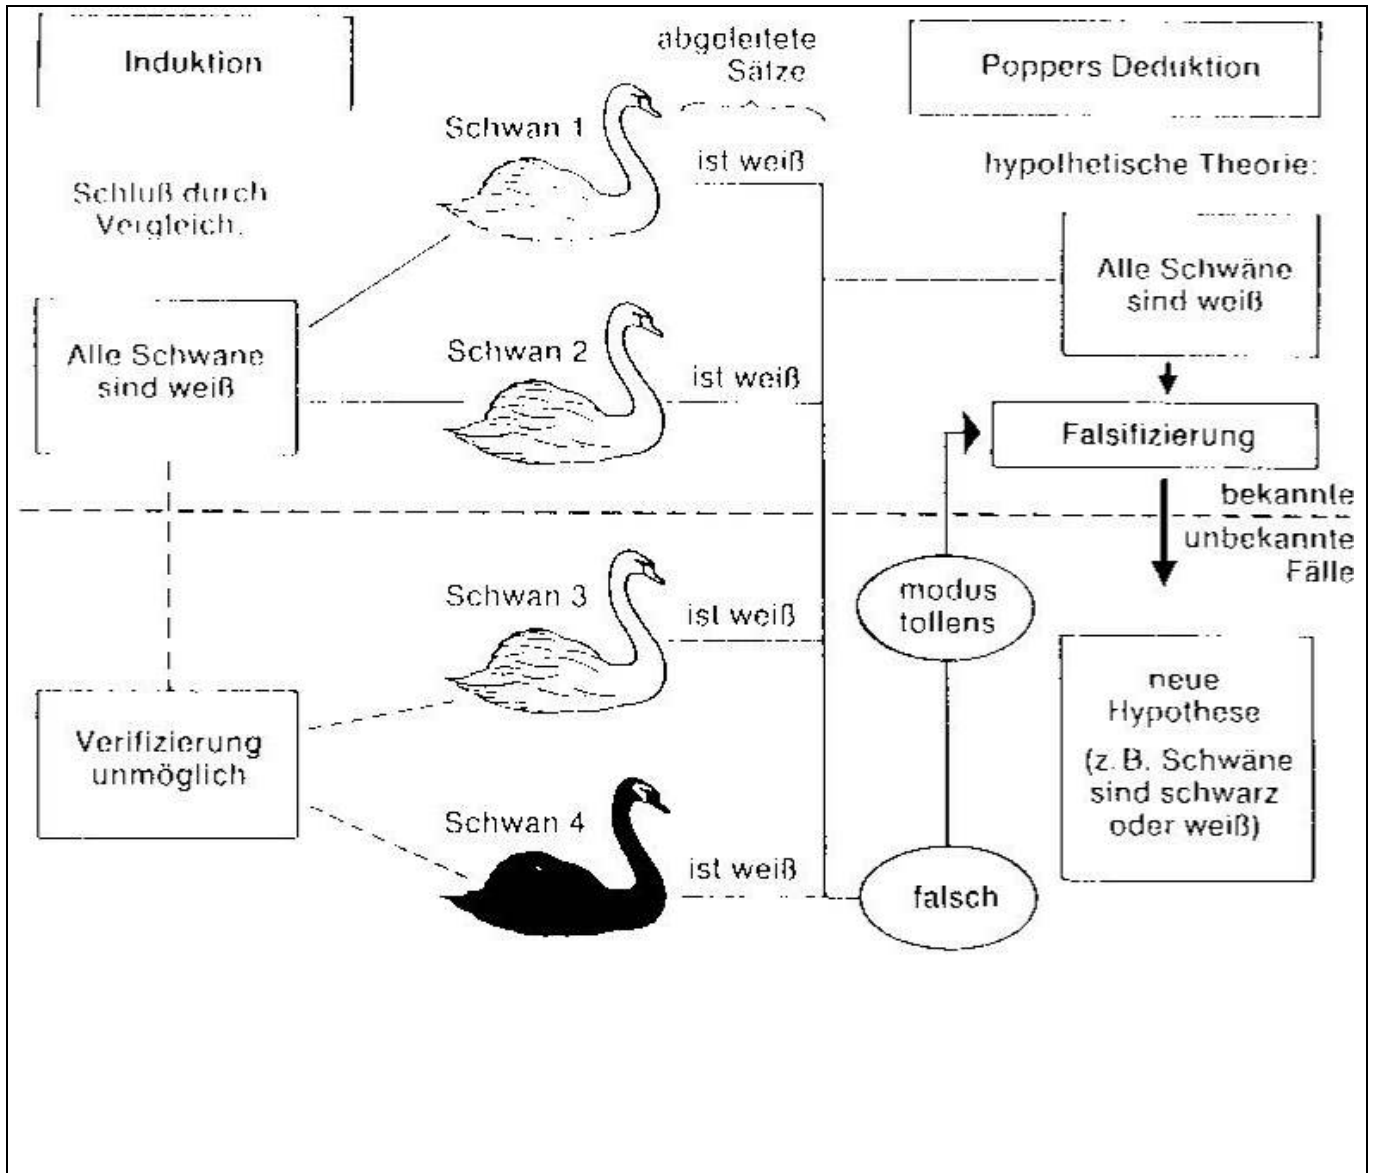 Induktion
Schluß durch
Vergleich.
Alle Schwäne
sind weiß
Verifizierung
unmöglich
Schwan 1
Schwan 2
Schwan 3
Schwan 4
abgeleitete
Sätze
ist weiß
ist weiß
ist weiß
ist weiß
Poppers Deduktion
hypothetische Theorie:
Alle Schwäne
sind weiß
Falsifizierung
bekannte
unbekannte
Fälle
modus
tollens
falsch
neue
Hypothese
(z. B. Schwäne
sind schwarz
oder weiß)